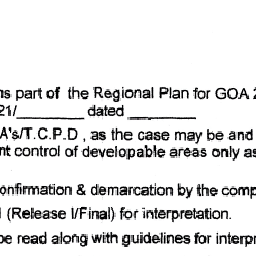 ns part of the Regional Plan for GOA 2
21/________ dated ________
A's/T.C.P.D , as the case may be and
nt control of developable areas only as
onfirmation & demarcation by the comp
(Release I/Final) for interpretation.
be read along with guidelines for interpr